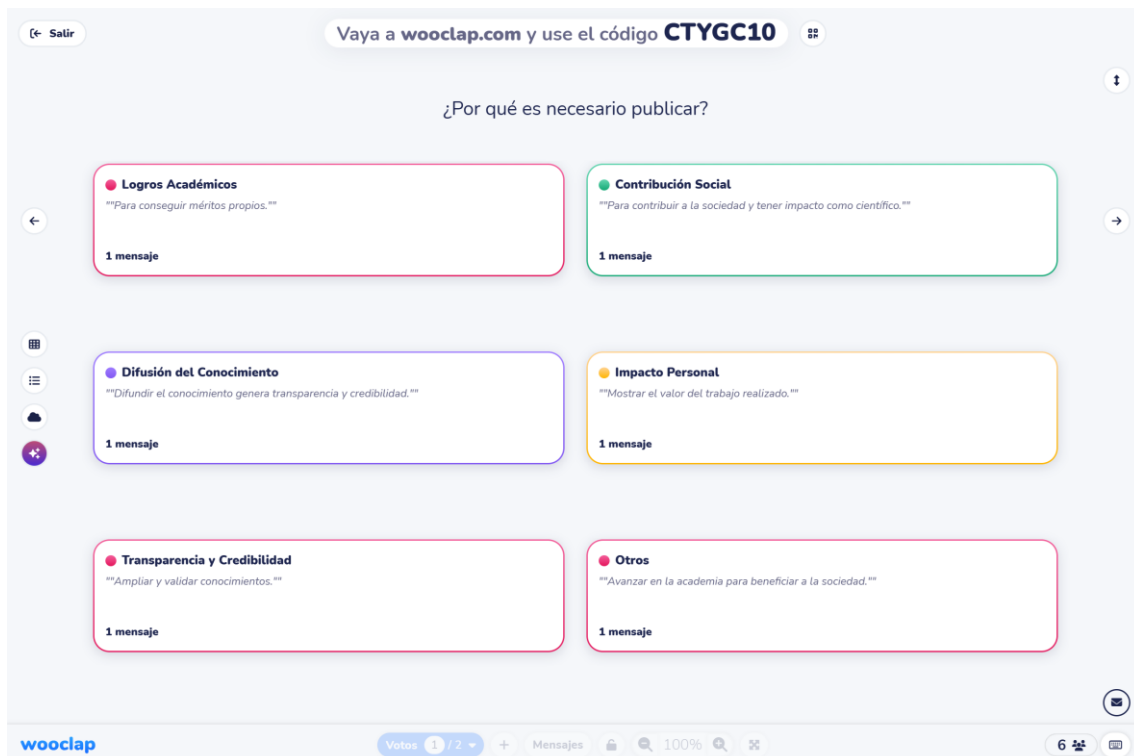 Salir
Vaya a wooclap.com y use el código CTYGC10
¿Por qué es necesario publicar?
Logros Académicos
""Para conseguir méritos propios.""
1 mensaje
Contribución Social
""Para contribuir a la sociedad y tener impacto como científico.""
1 mensaje
Difusión del Conocimiento
""Difundir el conocimiento genera transparencia y credibilidad.""
1 mensaje
Impacto Personal
""Mostrar el valor del trabajo realizado.""
1 mensaje
Transparencia y Credibilidad
""Ampliar y validar conocimientos.""
1 mensaje
Otros
""Avanzar en la academia para beneficiar a la sociedad.""
1 mensaje
wooclap
Votos 1 / 2
Mensajes
100%
6